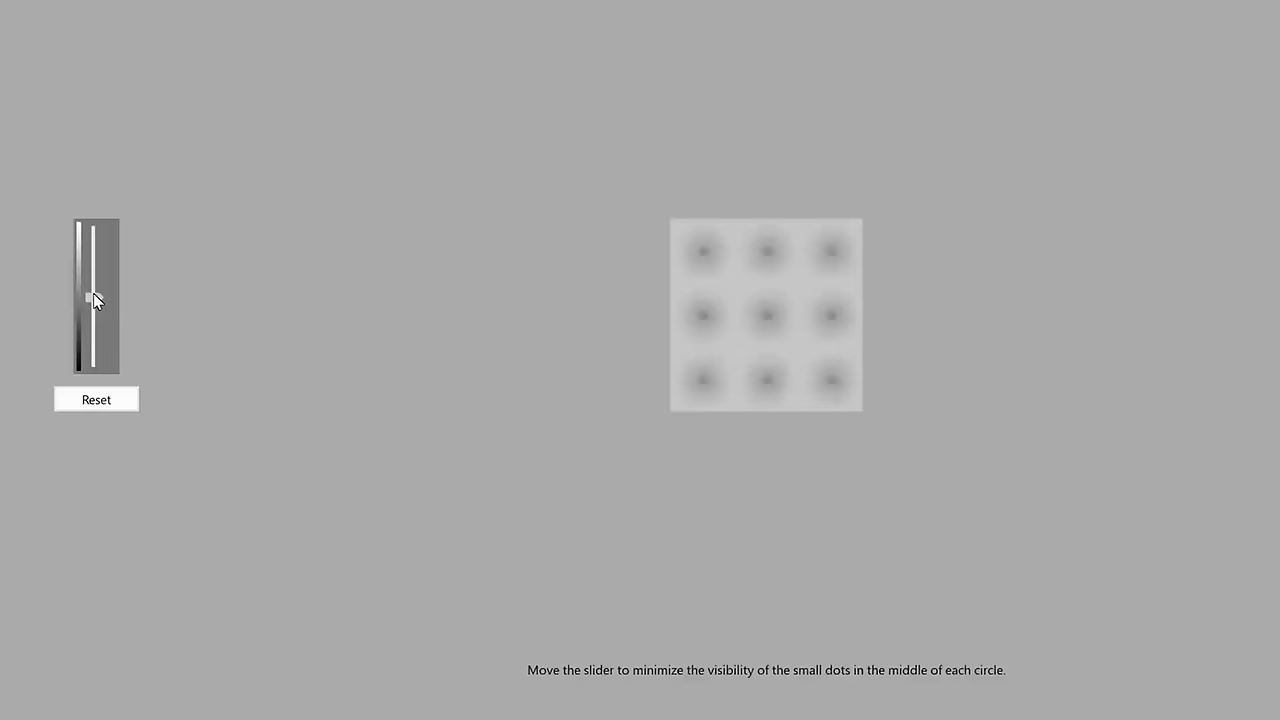 Reset
Move the slider to minimize the visibility of the small dots in the middle of each circle.